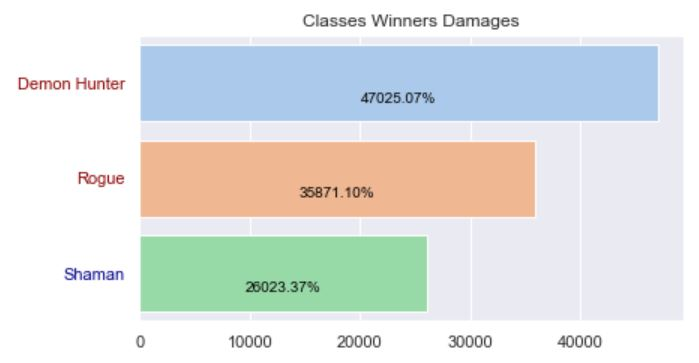 Classes Winners Damages
Demon Hunter
47025.07%
Rogue
35871.10%
Shaman
26023.37%
0 10000 20000 30000 40000